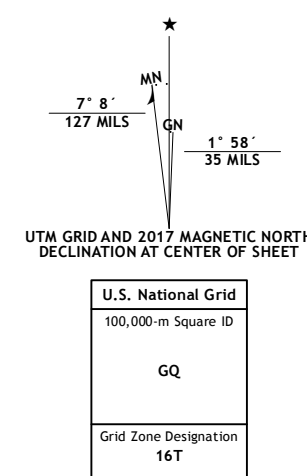 ★
MN
7° 8´
127 MILS
GN
1° 58´
35 MILS
UTM GRID AND 2017 MAGNETIC NORTH
DECLINATION AT CENTER OF SHEET
U.S. National Grid
100,000-m Square ID
GQ
Grid Zone Designation
16T